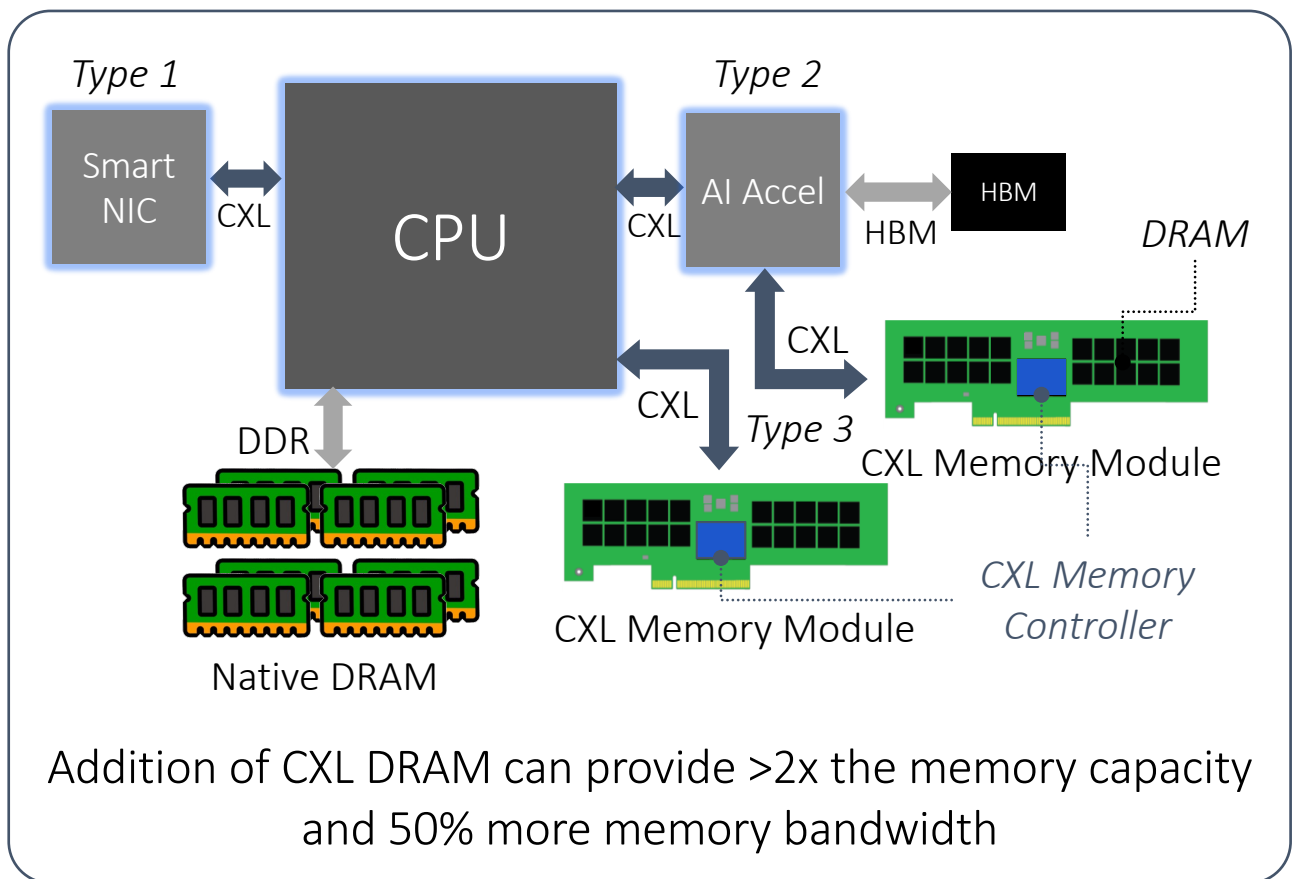 Type 1
Type 2
Smart
NIC
CXL
CPU
CXL
AI Accel
HBM
HBM
DRAM
CXL
CXL
Type 3
CXL Memory Module
DDR
Native DRAM
CXL Memory Module
CXL Memory
Controller
Addition of CXL DRAM can provide >2x the memory capacity
and 50% more memory bandwidth